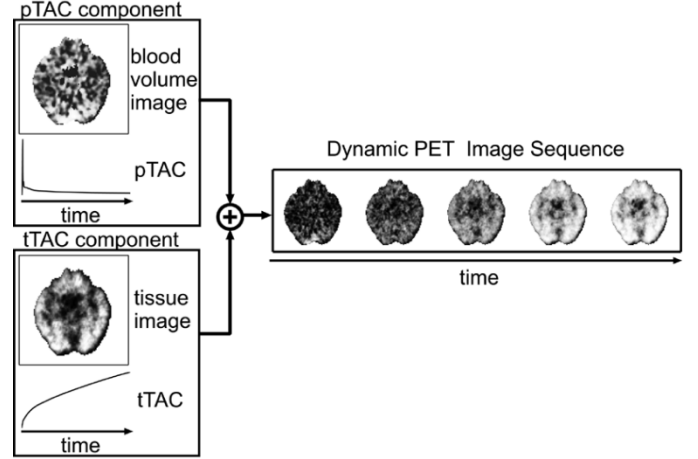 pTAC component
blood
volume
image
pTAC
time
tTAC component
tissue
image
tTAC
time
+
Dynamic PET Image Sequence
time